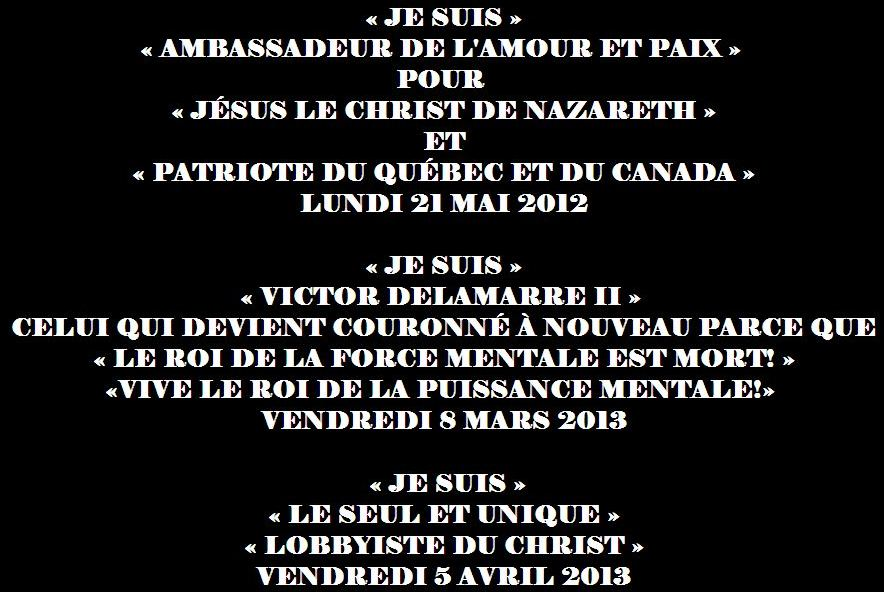 « JE SUIS »
« AMBASSADEUR DE L'AMOUR ET PAIX »
POUR
« JÉSUS LE CHRIST DE NAZARETH »
ET
« PATRIOTE DU QUÉBEC ET DU CANADA »
LUNDI 21 MAI 2012
« JE SUIS »
« VICTOR DELAMARRE II »
CELUI QUI DEVIENT COURONNÉ À NOUVEAU PARCE QUE
« LE ROI DE LA FORCE MENTALE EST MORT! »
«VIVE LE ROI DE LA PUISSANCE MENTALE!»
VENDREDI 8 MARS 2013
« JE SUIS »
« LE SEUL ET UNIQUE »
« LOBBYISTE DU CHRIST »
VENDREDI 5 AVRIL 2013